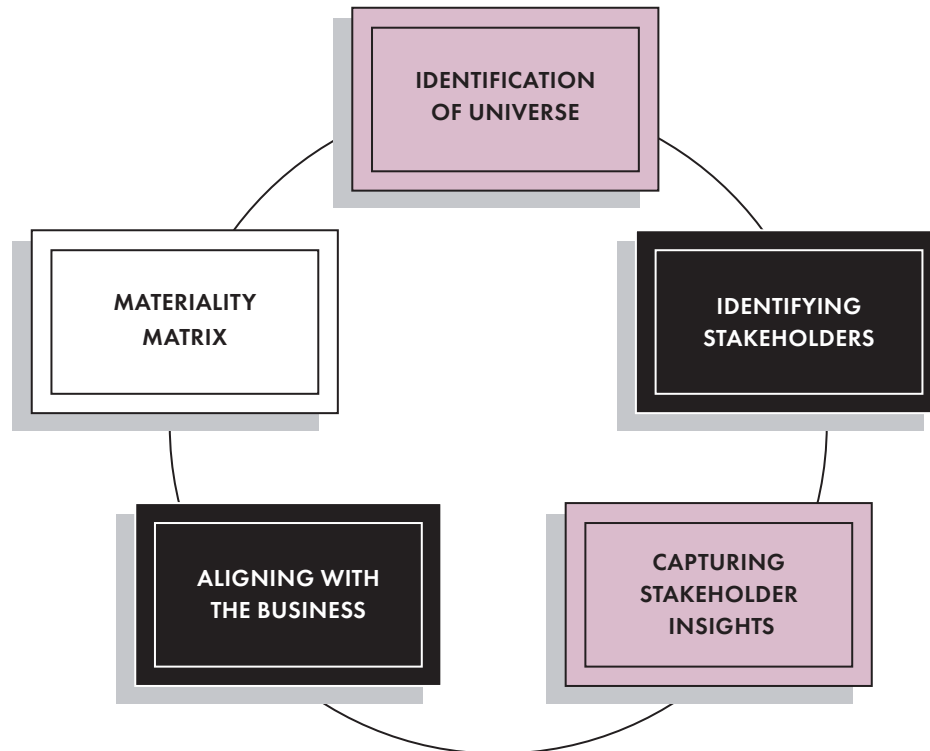 IDENTIFICATION
OF UNIVERSE
IDENTIFYING
STAKEHOLDERS
CAPTURING
STAKEHOLDER
INSIGHTS
ALIGNING WITH
THE BUSINESS
MATERIALITY
MATRIX